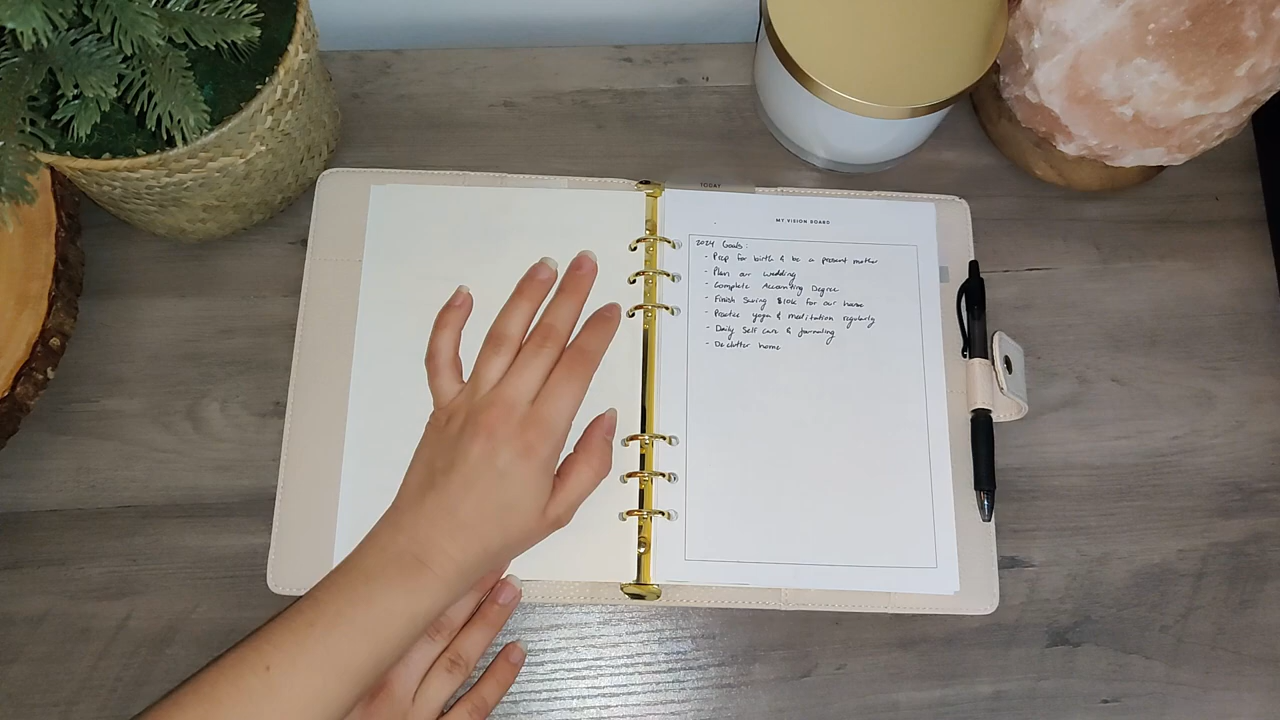 TODAY
MY VISION BOARD
2024 Goals:
- Prep for birth & be a present mother
- Plan our wedding
- Complete Accounting Degree
- Finish Saving $10k for our house
- Practice yoga & meditation regularly
- Daily Self care & journaling
- Declutter home